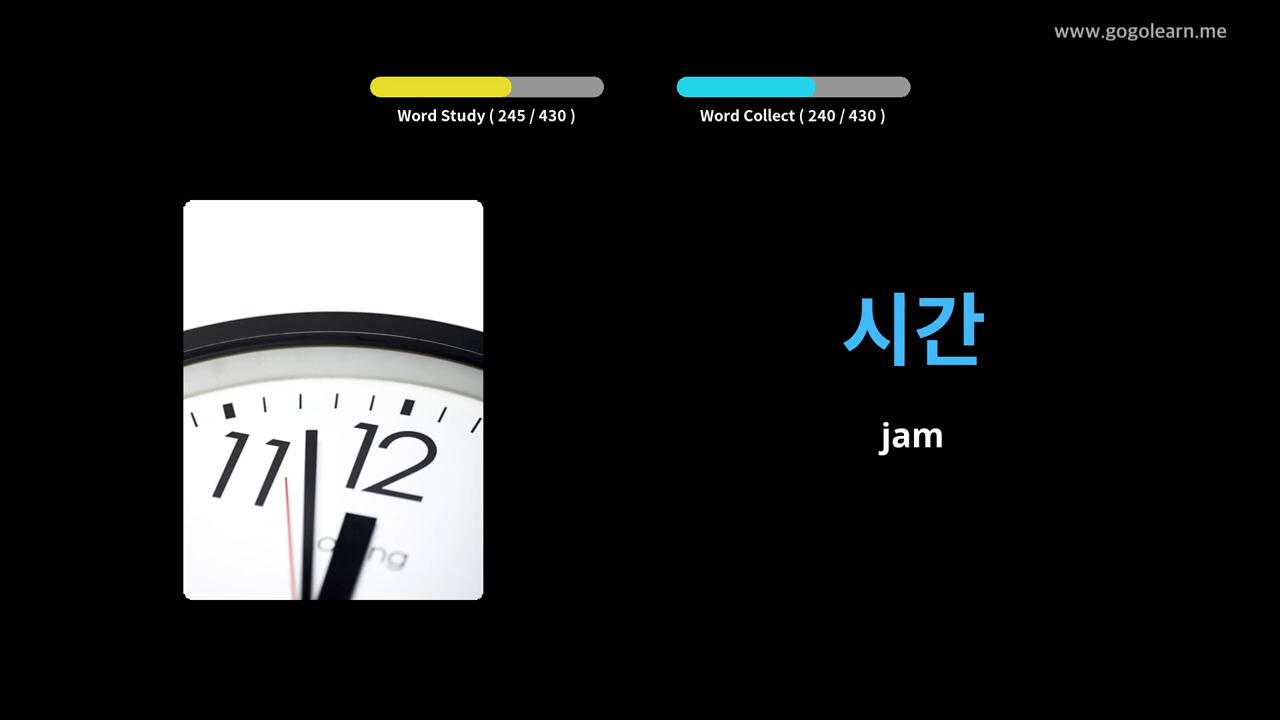 www.gogolearn.me
Word Study ( 245 / 430 )
Word Collect ( 240 / 430 )
11 12
시간
jam